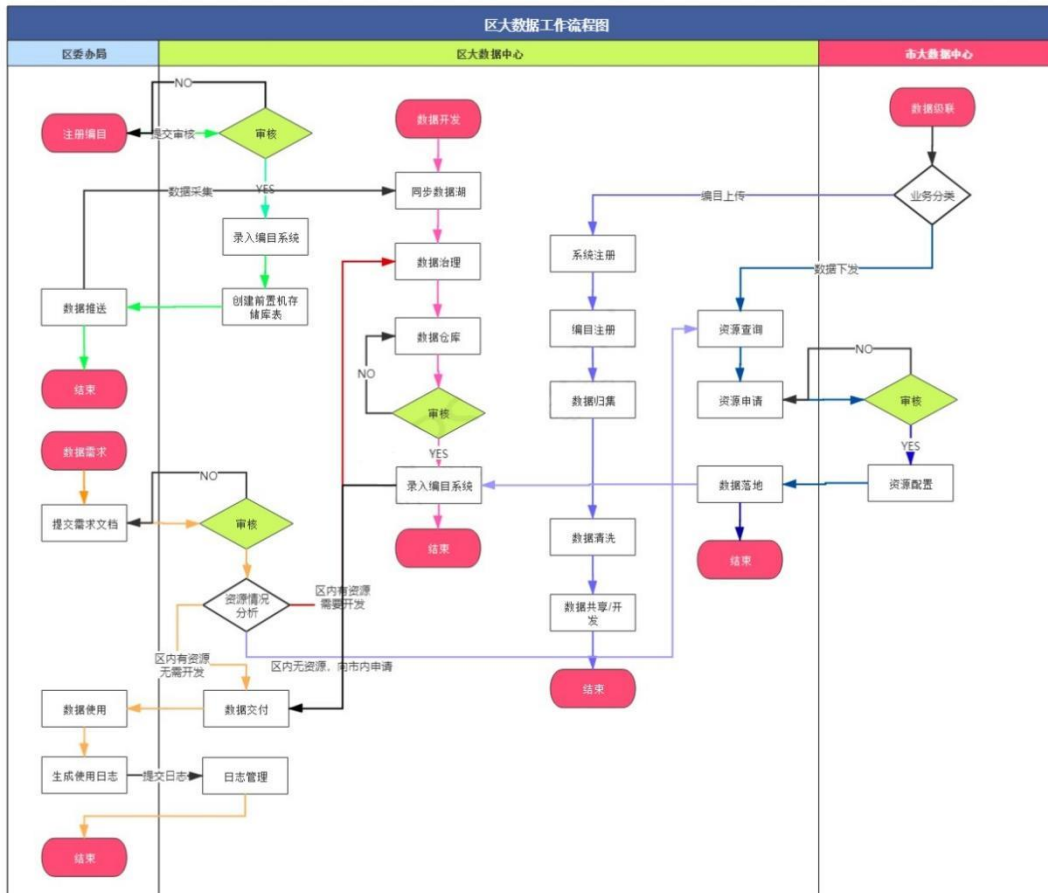 区大数据工作流程图
区委办局
区大数据中心
市大数据中心
NO
注册编目
提交审核
审核
YES
录入编目系统
创建前置机存
储库表
数据推送
结束
数据采集
数据开发
同步数据湖
数据治理
数据仓库
NO
审核
YES
录入编目系统
结束
数据级联
业务分类
编目上传
数据下发
系统注册
编目注册
数据归集
数据清洗
数据共享/开
发
结束
资源查询
资源申请
NO
审核
YES
资源配置
数据落地
结束
数据需求
提交需求文档
NO
审核
资源情况
分析
区内有资源
需要开发
区内有资源
无需开发
区内无资源，向市内申请
数据交付
数据使用
生成使用日志
提交日志
日志管理
结束